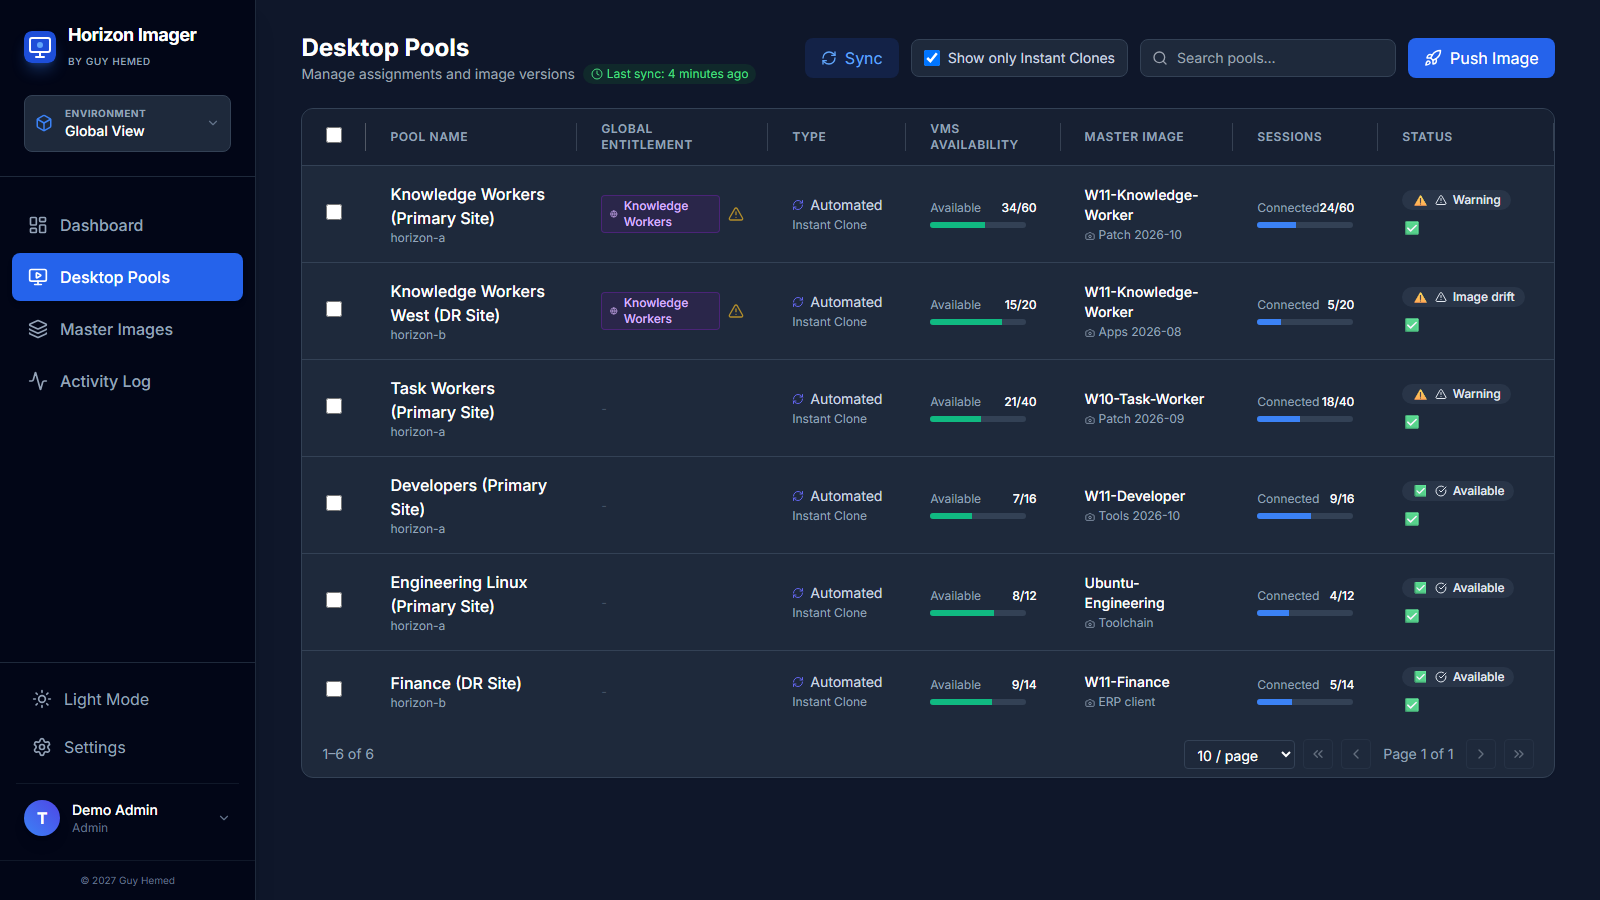 Horizon Imager
BY GUY HEMED
ENVIRONMENT
Global View
Dashboard
Desktop Pools
Master Images
Activity Log
Light Mode
Settings
T
Demo Admin
Admin
© 2027 Guy Hemed
Desktop Pools
Manage assignments and image versions
Last sync: 4 minutes ago
Sync
Show only Instant Clones
Search pools...
Push Image
POOL NAME
GLOBAL
ENTITLEMENT
TYPE
VMS
AVAILABILITY
MASTER IMAGE
SESSIONS
STATUS
Knowledge Workers
(Primary Site)
horizon-a
Knowledge
Workers
Automated
Instant Clone
Available 34/60
W11-Knowledge-
Worker
Patch 2026-10
Connected 24/60
Warning
Knowledge Workers
West (DR Site)
horizon-b
Knowledge
Workers
Automated
Instant Clone
Available 15/20
W11-Knowledge-
Worker
Apps 2026-08
Connected 5/20
Image drift
Task Workers
(Primary Site)
horizon-a
-
Automated
Instant Clone
Available 21/40
W10-Task-Worker
Patch 2026-09
Connected 18/40
Warning
Developers (Primary
Site)
horizon-a
-
Automated
Instant Clone
Available 7/16
W11-Developer
Tools 2026-10
Connected 9/16
Available
Engineering Linux
(Primary Site)
horizon-a
-
Automated
Instant Clone
Available 8/12
Ubuntu-
Engineering
Toolchain
Connected 4/12
Available
Finance (DR Site)
horizon-b
-
Automated
Instant Clone
Available 9/14
W11-Finance
ERP client
Connected 5/14
Available
1–6 of 6
10 / page
Page 1 of 1